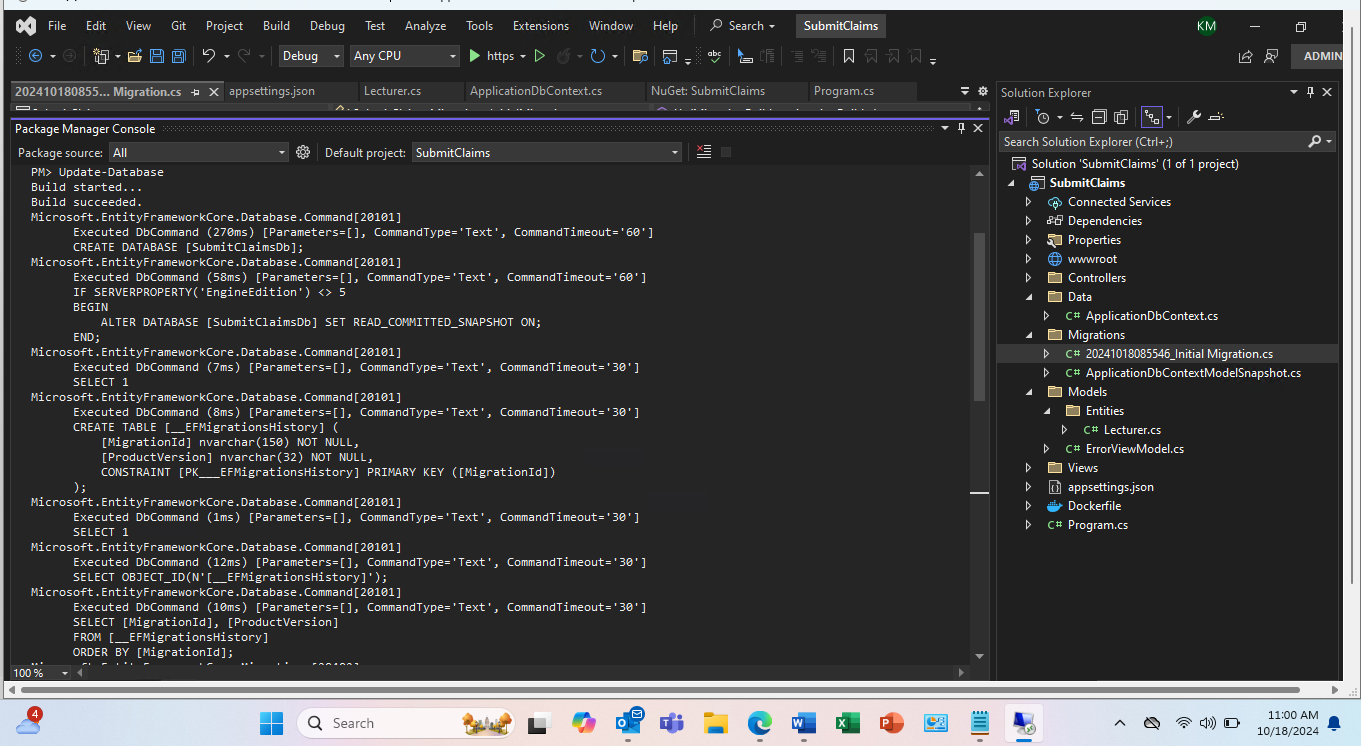 File Edit View Git Project Build Debug Test Analyze Tools Extensions Window Help Search SubmitClaims KM
Debug Any CPU https ADMIN
202410180855... Migration.cs appsettings.json Lecturer.cs ApplicationDbContext.cs NuGet: SubmitClaims Program.cs
Package Manager Console
Package source: All Default project: SubmitClaims
PM> Update-Database
Build started...
Build succeeded.
Microsoft.EntityFrameworkCore.Database.Command[20101]
Executed DbCommand (270ms) [Parameters=[], CommandType='Text', CommandTimeout='60']
CREATE DATABASE [SubmitClaimsDb];
Microsoft.EntityFrameworkCore.Database.Command[20101]
Executed DbCommand (58ms) [Parameters=[], CommandType='Text', CommandTimeout='60']
IF SERVERPROPERTY('EngineEdition') <> 5
BEGIN
ALTER DATABASE [SubmitClaimsDb] SET READ_COMMITTED_SNAPSHOT ON;
END;
Microsoft.EntityFrameworkCore.Database.Command[20101]
Executed DbCommand (7ms) [Parameters=[], CommandType='Text', CommandTimeout='30']
SELECT 1
Microsoft.EntityFrameworkCore.Database.Command[20101]
Executed DbCommand (8ms) [Parameters=[], CommandType='Text', CommandTimeout='30']
CREATE TABLE [__EFMigrationsHistory] (
[MigrationId] nvarchar(150) NOT NULL,
[ProductVersion] nvarchar(32) NOT NULL,
CONSTRAINT [PK___EFMigrationsHistory] PRIMARY KEY ([MigrationId])
);
Microsoft.EntityFrameworkCore.Database.Command[20101]
Executed DbCommand (1ms) [Parameters=[], CommandType='Text', CommandTimeout='30']
SELECT 1
Microsoft.EntityFrameworkCore.Database.Command[20101]
Executed DbCommand (12ms) [Parameters=[], CommandType='Text', CommandTimeout='30']
SELECT OBJECT_ID(N'[__EFMigrationsHistory]');
Microsoft.EntityFrameworkCore.Database.Command[20101]
Executed DbCommand (10ms) [Parameters=[], CommandType='Text', CommandTimeout='30']
SELECT [MigrationId], [ProductVersion]
FROM [__EFMigrationsHistory]
ORDER BY [MigrationId];
100 %
Solution Explorer
Search Solution Explorer (Ctrl+;)
Solution 'SubmitClaims' (1 of 1 project)
SubmitClaims
Connected Services
Dependencies
Properties
wwwroot
Controllers
Data
C# ApplicationDbContext.cs
Migrations
C# 20241018085546_Initial Migration.cs
C# ApplicationDbContextModelSnapshot.cs
Models
Entities
C# Lecturer.cs
C# ErrorViewModel.cs
Views
appsettings.json
Dockerfile
C# Program.cs
4
Search
11:00 AM
10/18/2024